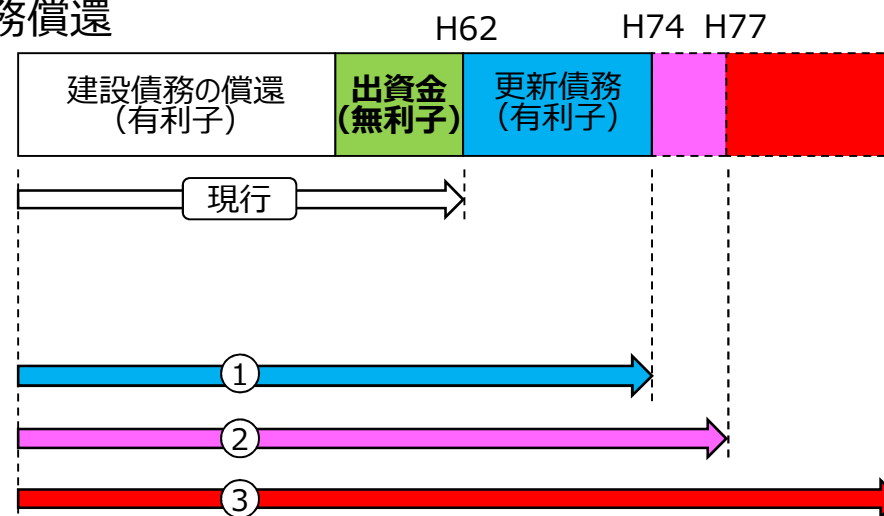 務償還
H62 H74 H77
建設債務の償還
（有利子）
出資金
(無利子)
更新債務
（有利子）
現行
①
②
③